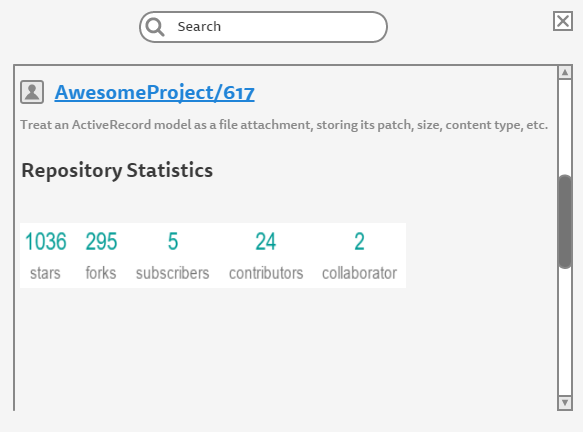 Search
AwesomeProject/617
Treat an ActiveRecord model as a file attachment, storing its patch, size, content type, etc.
Repository Statistics
1036 295 5 24 2
stars forks subscribers contributors collaborator